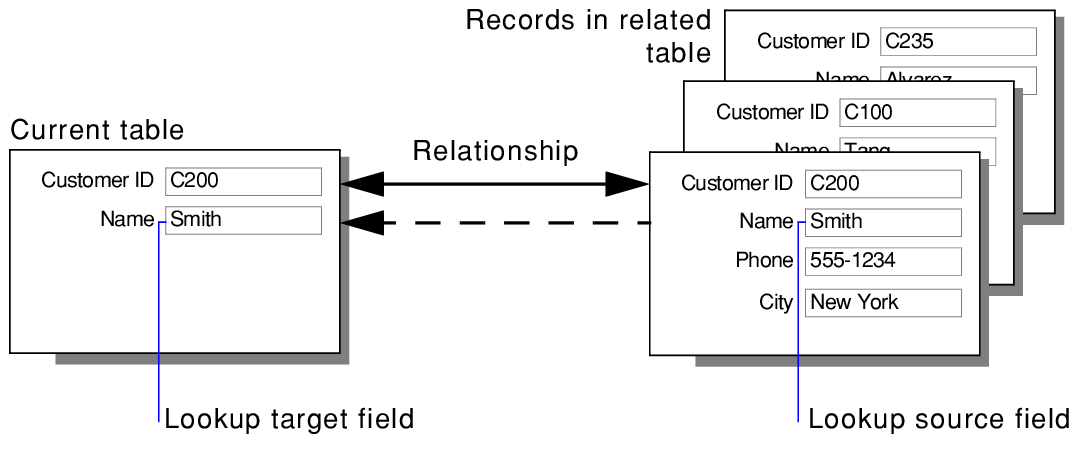 Records in related
table
Customer ID C235
Name Alvarez
Customer ID C100
Name Tang
Current table
Relationship
Customer ID C200
Name Smith
Customer ID C200
Name Smith
Phone 555-1234
City New York
Lookup target field
Lookup source field